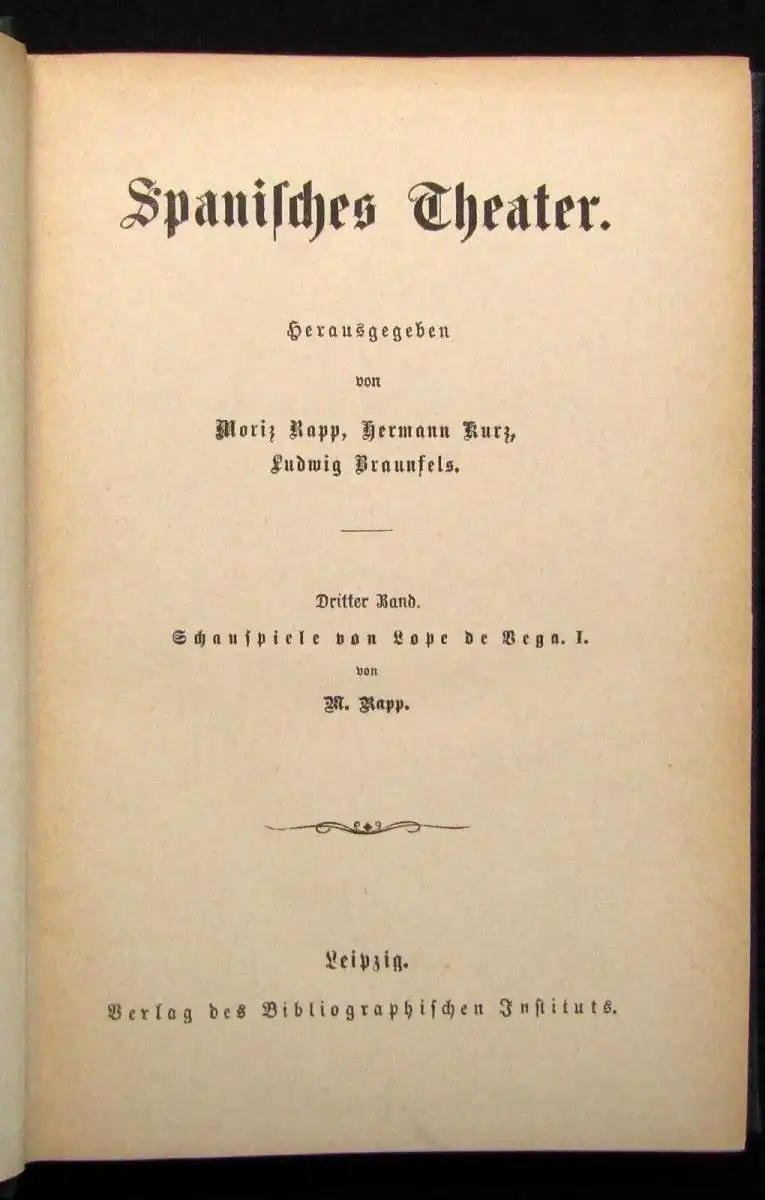 Spaniſches Theater.
Herausgegeben
von
Moriz Rapp, Hermann Kurz,
Ludwig Braunfels.
Dritter Band.
Schauſpiele von Lope de Vega. I.
von
M. Rapp.
Leipzig.
Verlag des Bibliographiſchen Inſtituts.